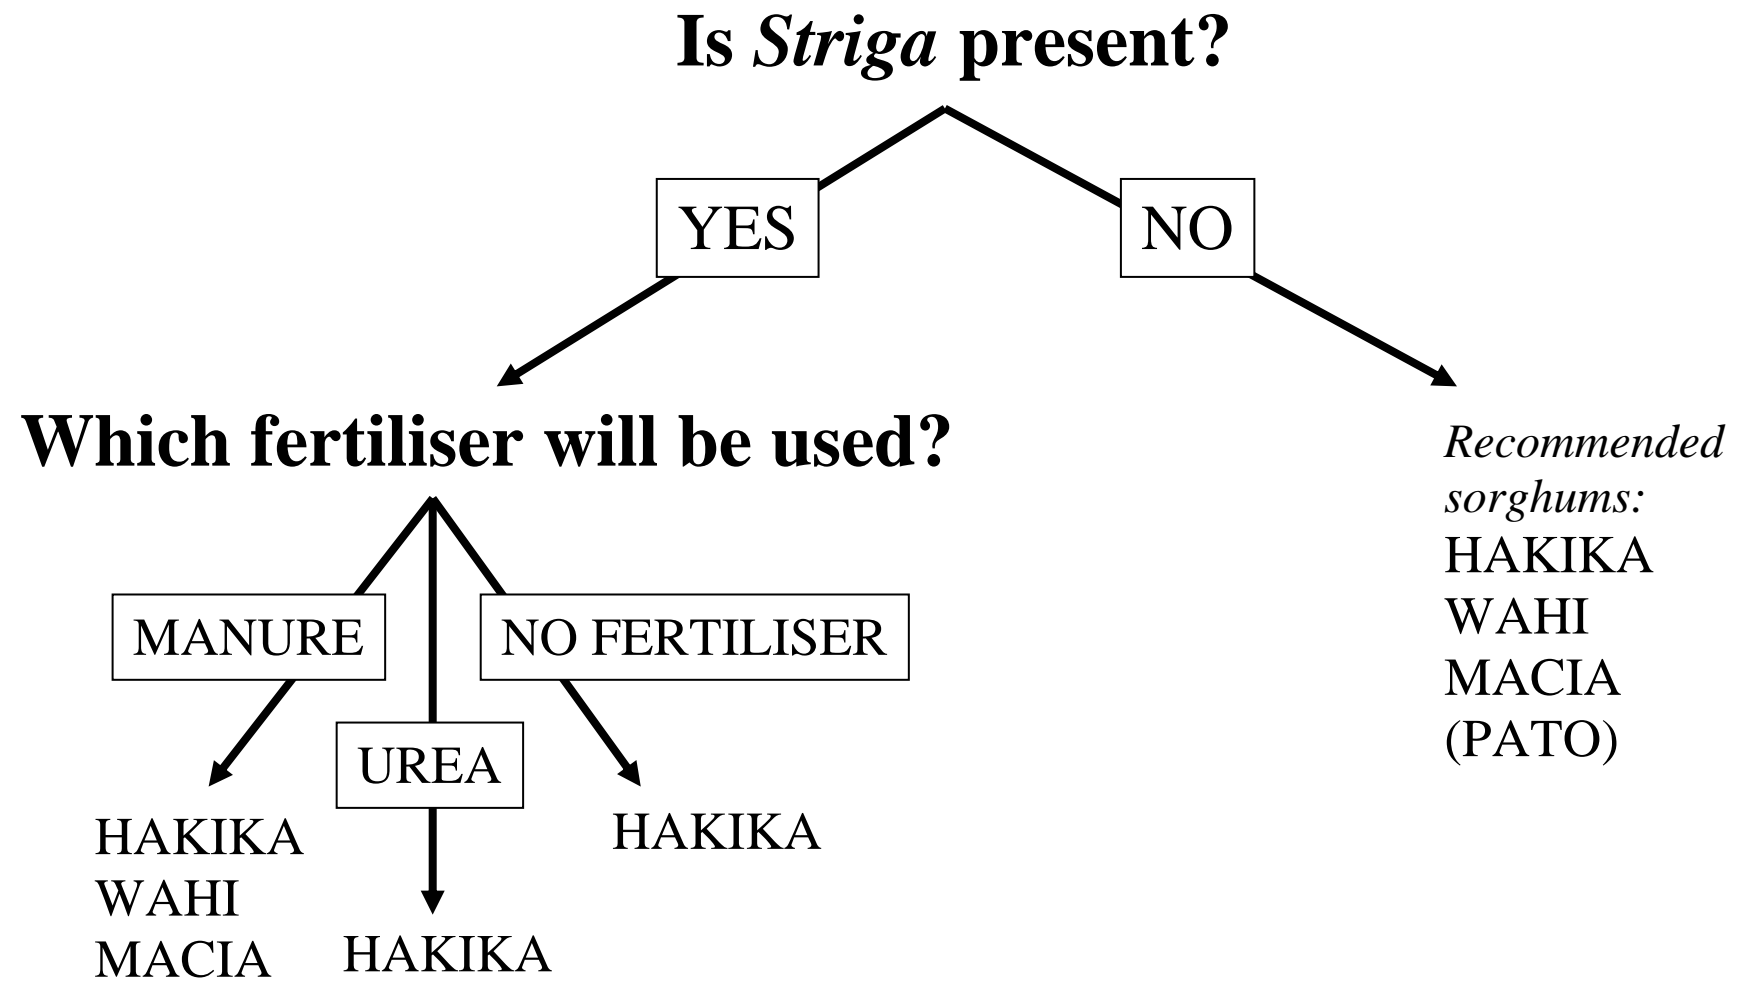 Is Striga present?
YES
NO
Which fertiliser will be used?
MANURE
HAKIKA
WAHI
MACIA
UREA
HAKIKA
NO FERTILISER
HAKIKA
Recommended
sorghums:
HAKIKA
WAHI
MACIA
(PATO)